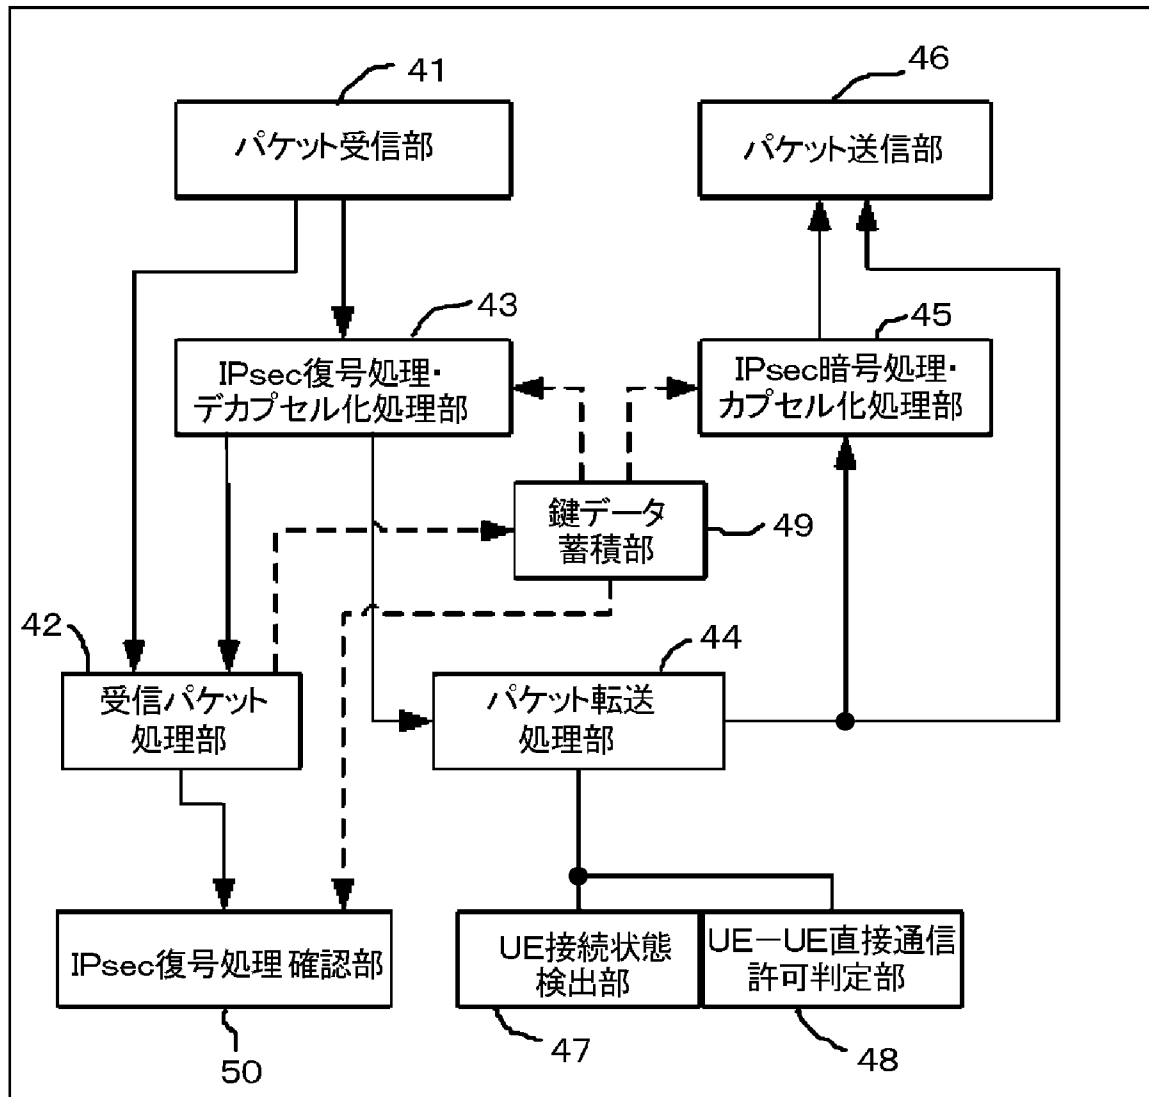 41
パケット受信部
46
パケット送信部
43
IPsec復号処理・
デカプセル化処理部
45
IPsec暗号処理・
カプセル化処理部
鍵データ
蓄積部
49
42
受信パケット
処理部
44
パケット転送
処理部
IPsec復号処理確認部
50
UE接続状態
検出部
47
UE－UE直接通信
許可判定部
48